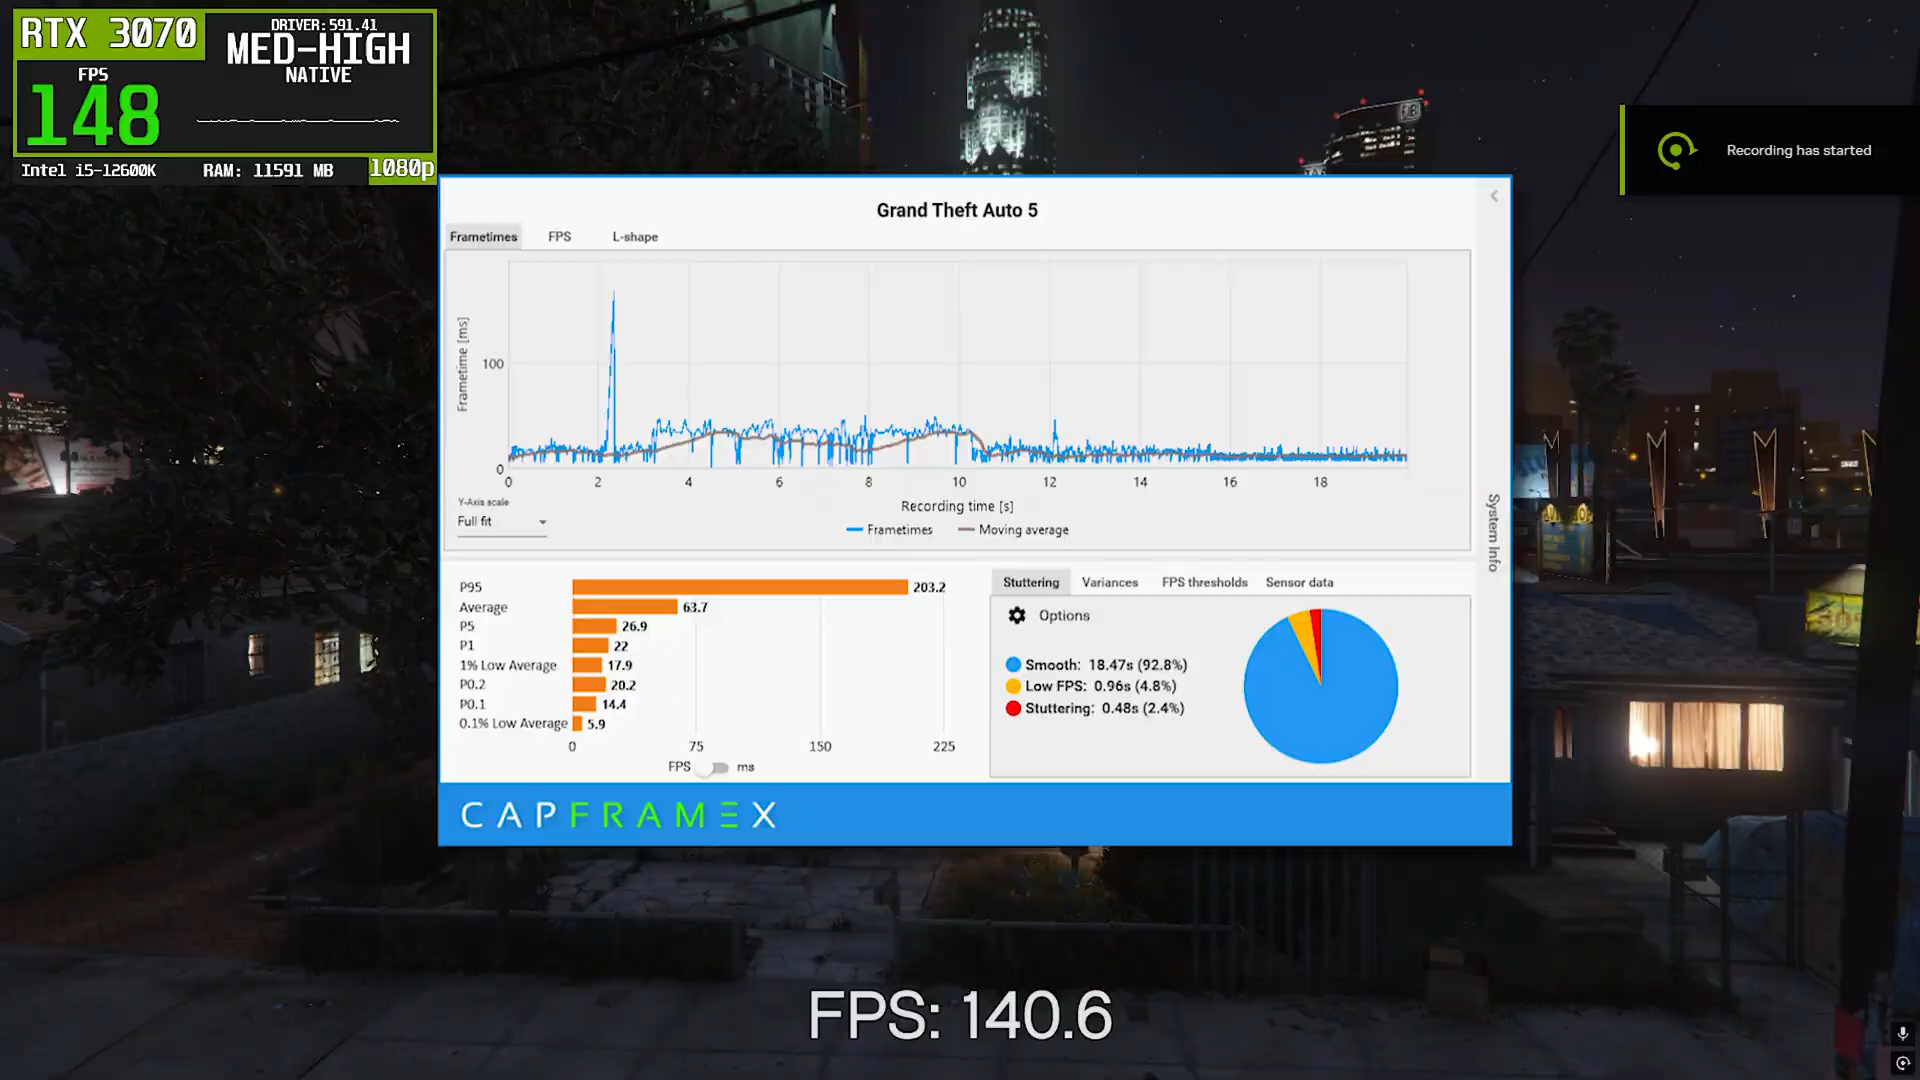 RTX 3070
DRIVER:591.41
MED-HIGH
NATIVE
FPS
148
Intel i5-12600K
RAM: 11591 MB
1080p
Recording has started
Grand Theft Auto 5
Frametimes
FPS
L-shape
Frametime [ms]
100
0
0 2 4 6 8 10 12 14 16 18
Recording time [s]
Y-Axis scale
Full fit
Frametimes
Moving average
System Info
P95 203.2
Average 63.7
P5 26.9
P1 22
1% Low Average 17.9
P0.2 20.2
P0.1 14.4
0.1% Low Average 5.9
0 75 150 225
FPS ms
Stuttering
Variances
FPS thresholds
Sensor data
Options
Smooth: 18.47s (92.8%)
Low FPS: 0.96s (4.8%)
Stuttering: 0.48s (2.4%)
CAPFRAMEX
FPS: 140.6